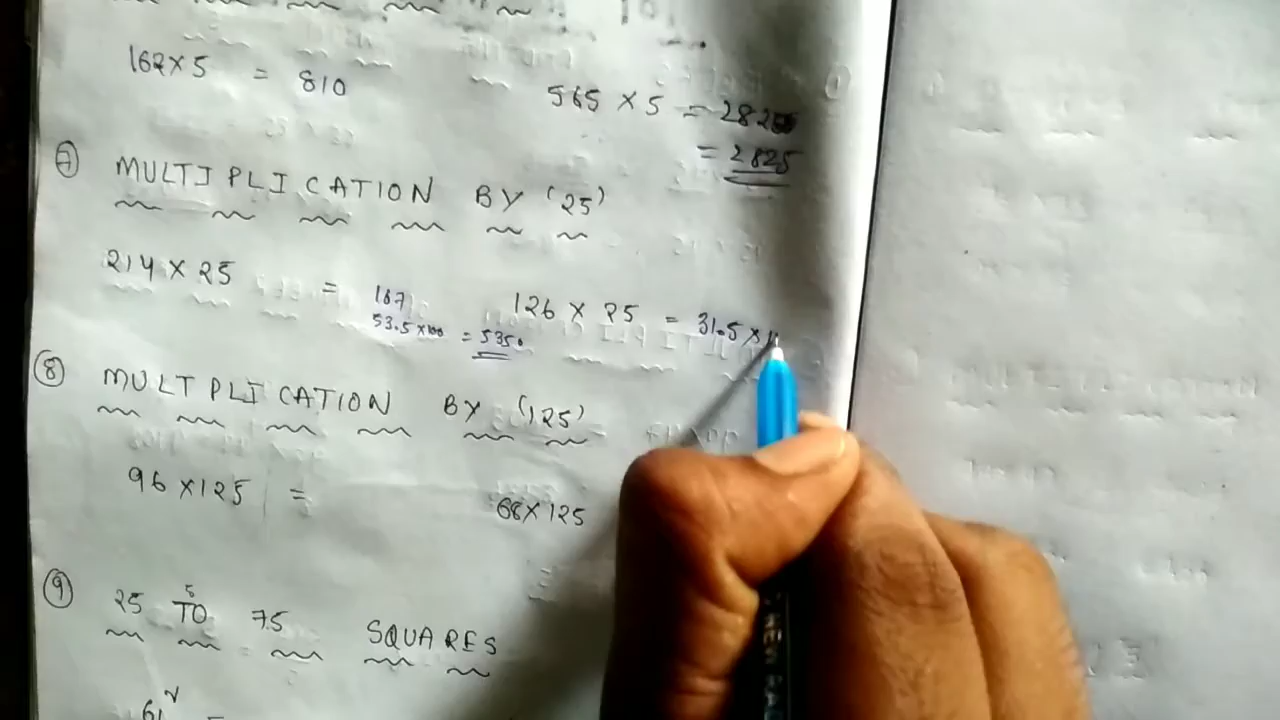 162×5 = 810
565 × 5 = 2825
= 2825
⑦ MULTIPLICATION BY (25)
214 × 25 = 107
53.5 ×100 = 5350
126 × 25 = 31.5 ×
⑧ MULTPLICATION BY (125)
96 ×125 =
68×125
⑨ 25 TO 75 SQUARES
61